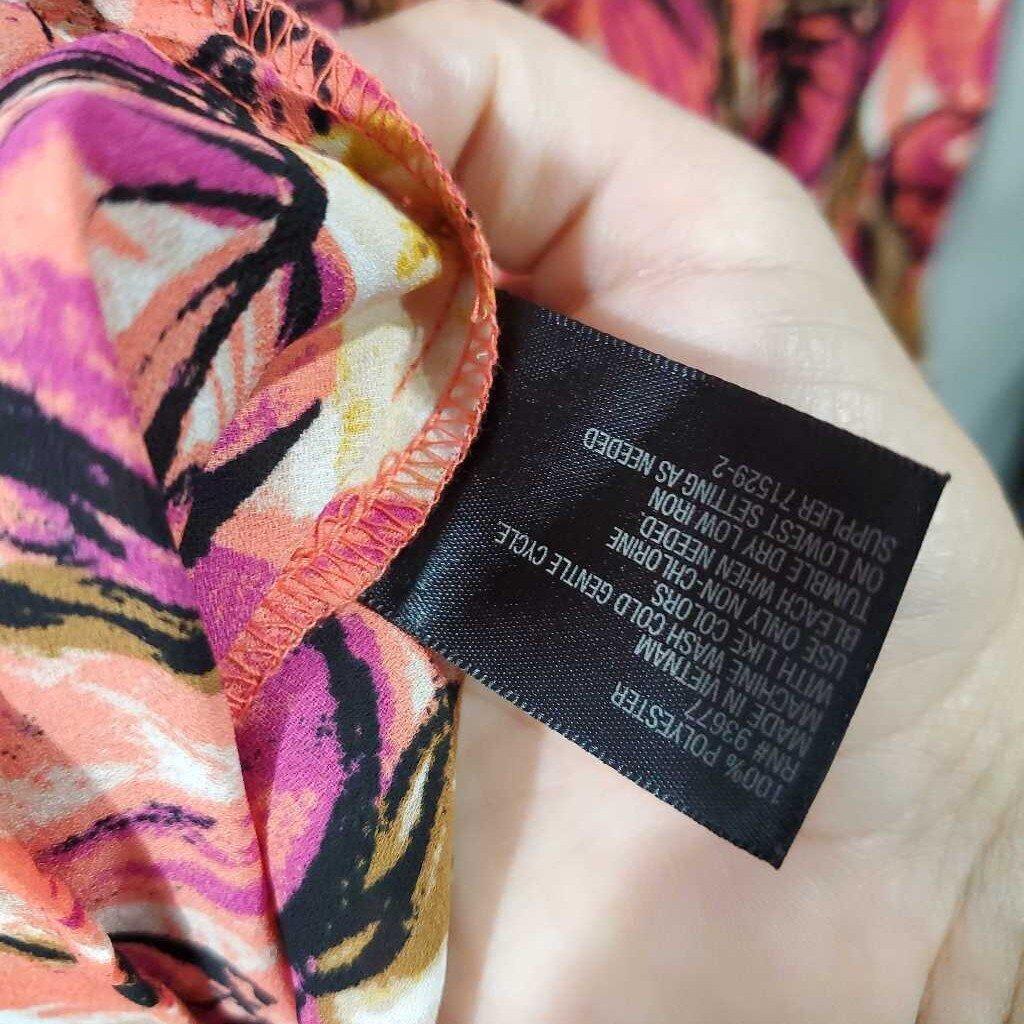 100% POLYESTER
RN# 93677
MADE IN VIETNAM
MACHINE WASH COLD GENTLE CYCLE.
WITH LIKE COLORS.
USE ONLY NON-CHLORINE
BLEACH WHEN NEEDED.
TUMBLE DRY LOW IRON
ON LOWEST SETTING AS NEEDED
SUPPLIER 71529-2